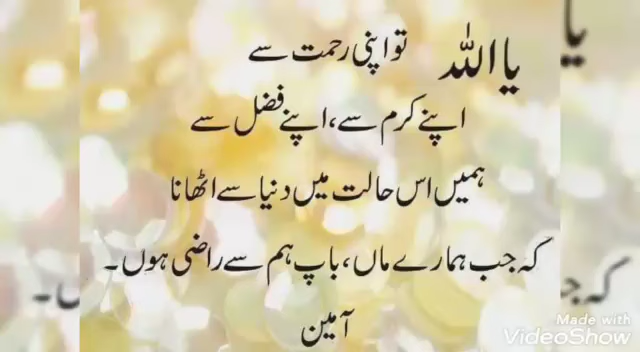 یا اللہ تو اپنی رحمت سے
اپنے کرم سے، اپنے فضل سے
ہمیں اس حالت میں دنیا سے اٹھانا
کہ جب ہمارے ماں، باپ ہم سے راضی ہوں۔
آمین
Made with
VideoShow